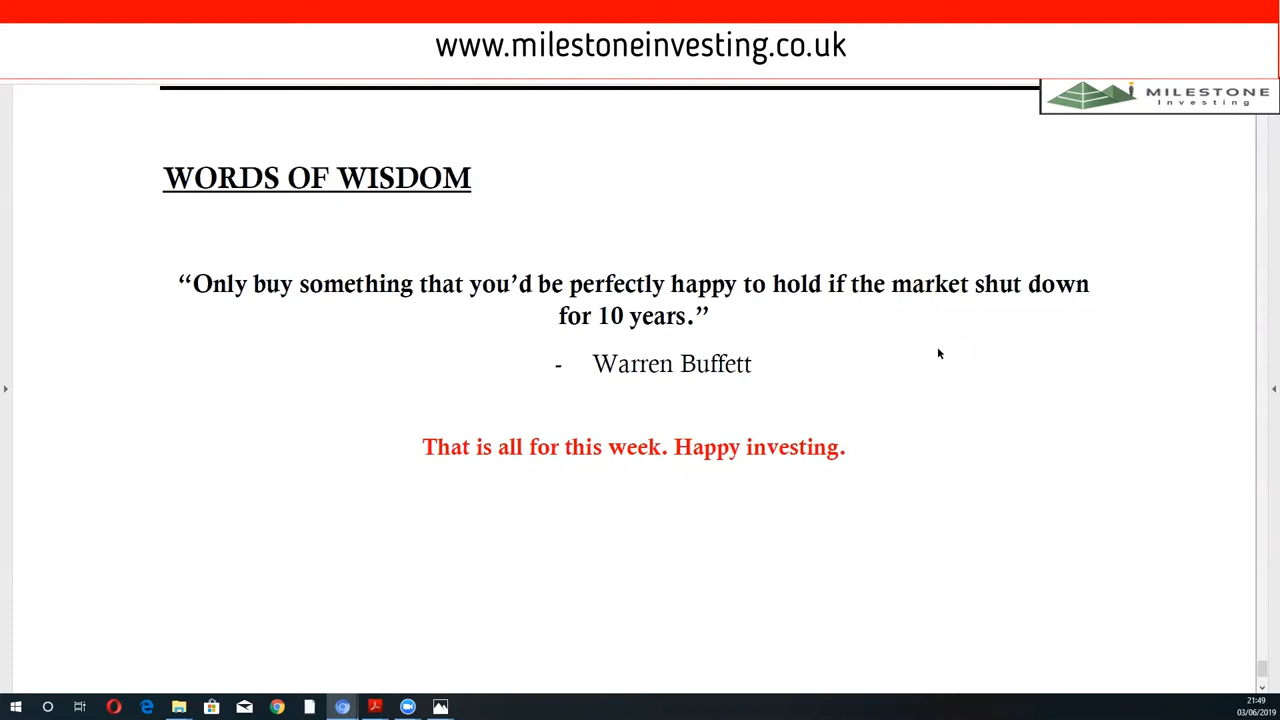 www.milestoneinvesting.co.uk
MILESTONE
Investing
WORDS OF WISDOM
“Only buy something that you’d be perfectly happy to hold if the market shut down
for 10 years.”
- Warren Buffett
That is all for this week. Happy investing.
21:49
03/06/2019